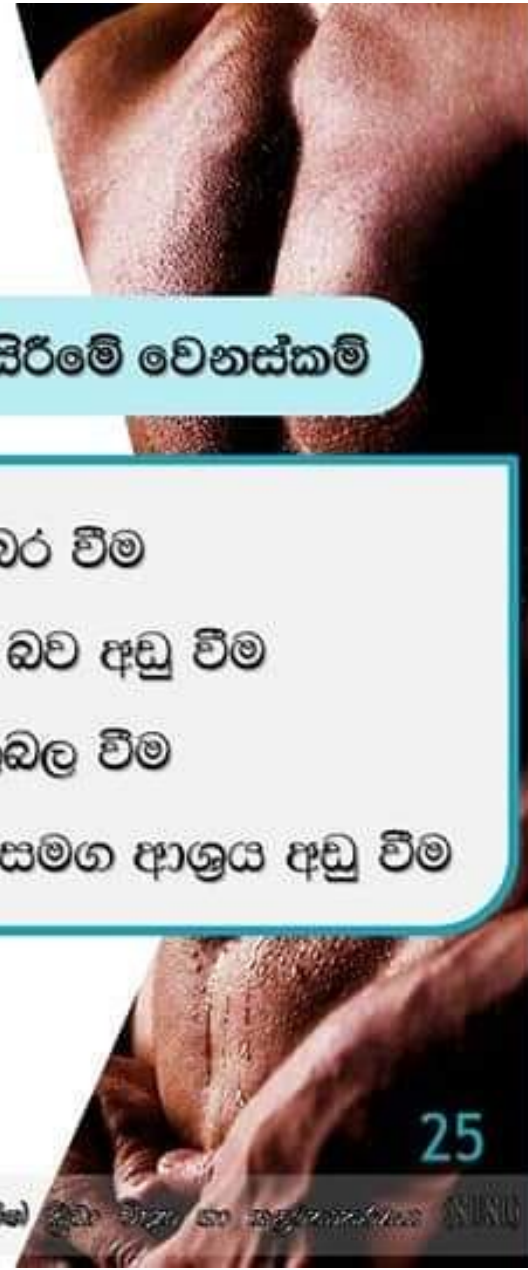 සිරීමේ වෙනස්කම්
බර වීම
බව අඩු වීම
බල වීම
සමග ආශ්‍රය අඩු වීම
25